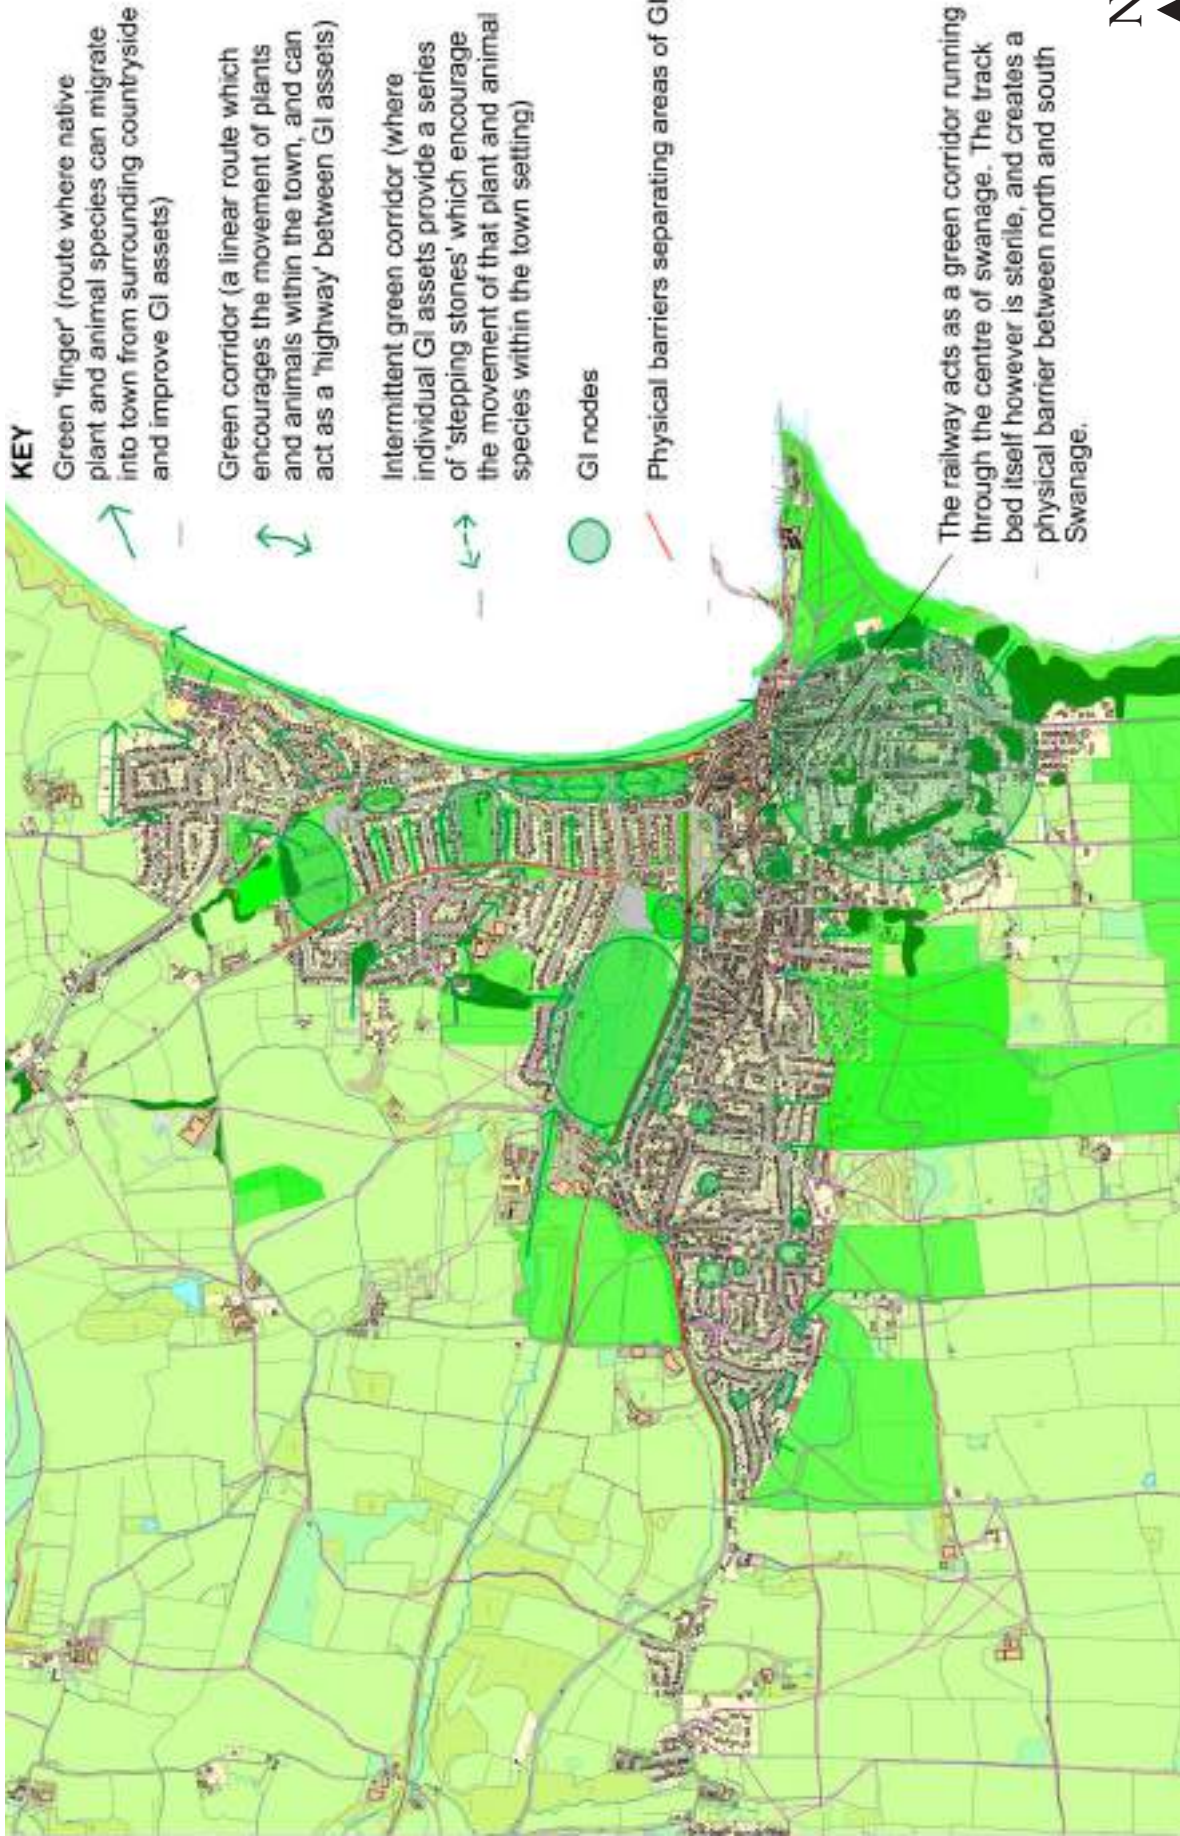 KEY
Green 'finger' (route where native
plant and animal species can migrate
into town from surrounding countryside
and improve GI assets)
Green corridor (a linear route which
encourages the movement of plants
and animals within the town, and can
act as a 'highway' between GI assets)
Intermittent green corridor (where
individual GI assets provide a series
of 'stepping stones' which encourage
the movement of that plant and animal
species within the town setting)
GI nodes
Physical barriers separating areas of GI
The railway acts as a green corridor running
through the centre of swanage. The track
bed itself however is sterile, and creates a
physical barrier between north and south
Swanage.
N